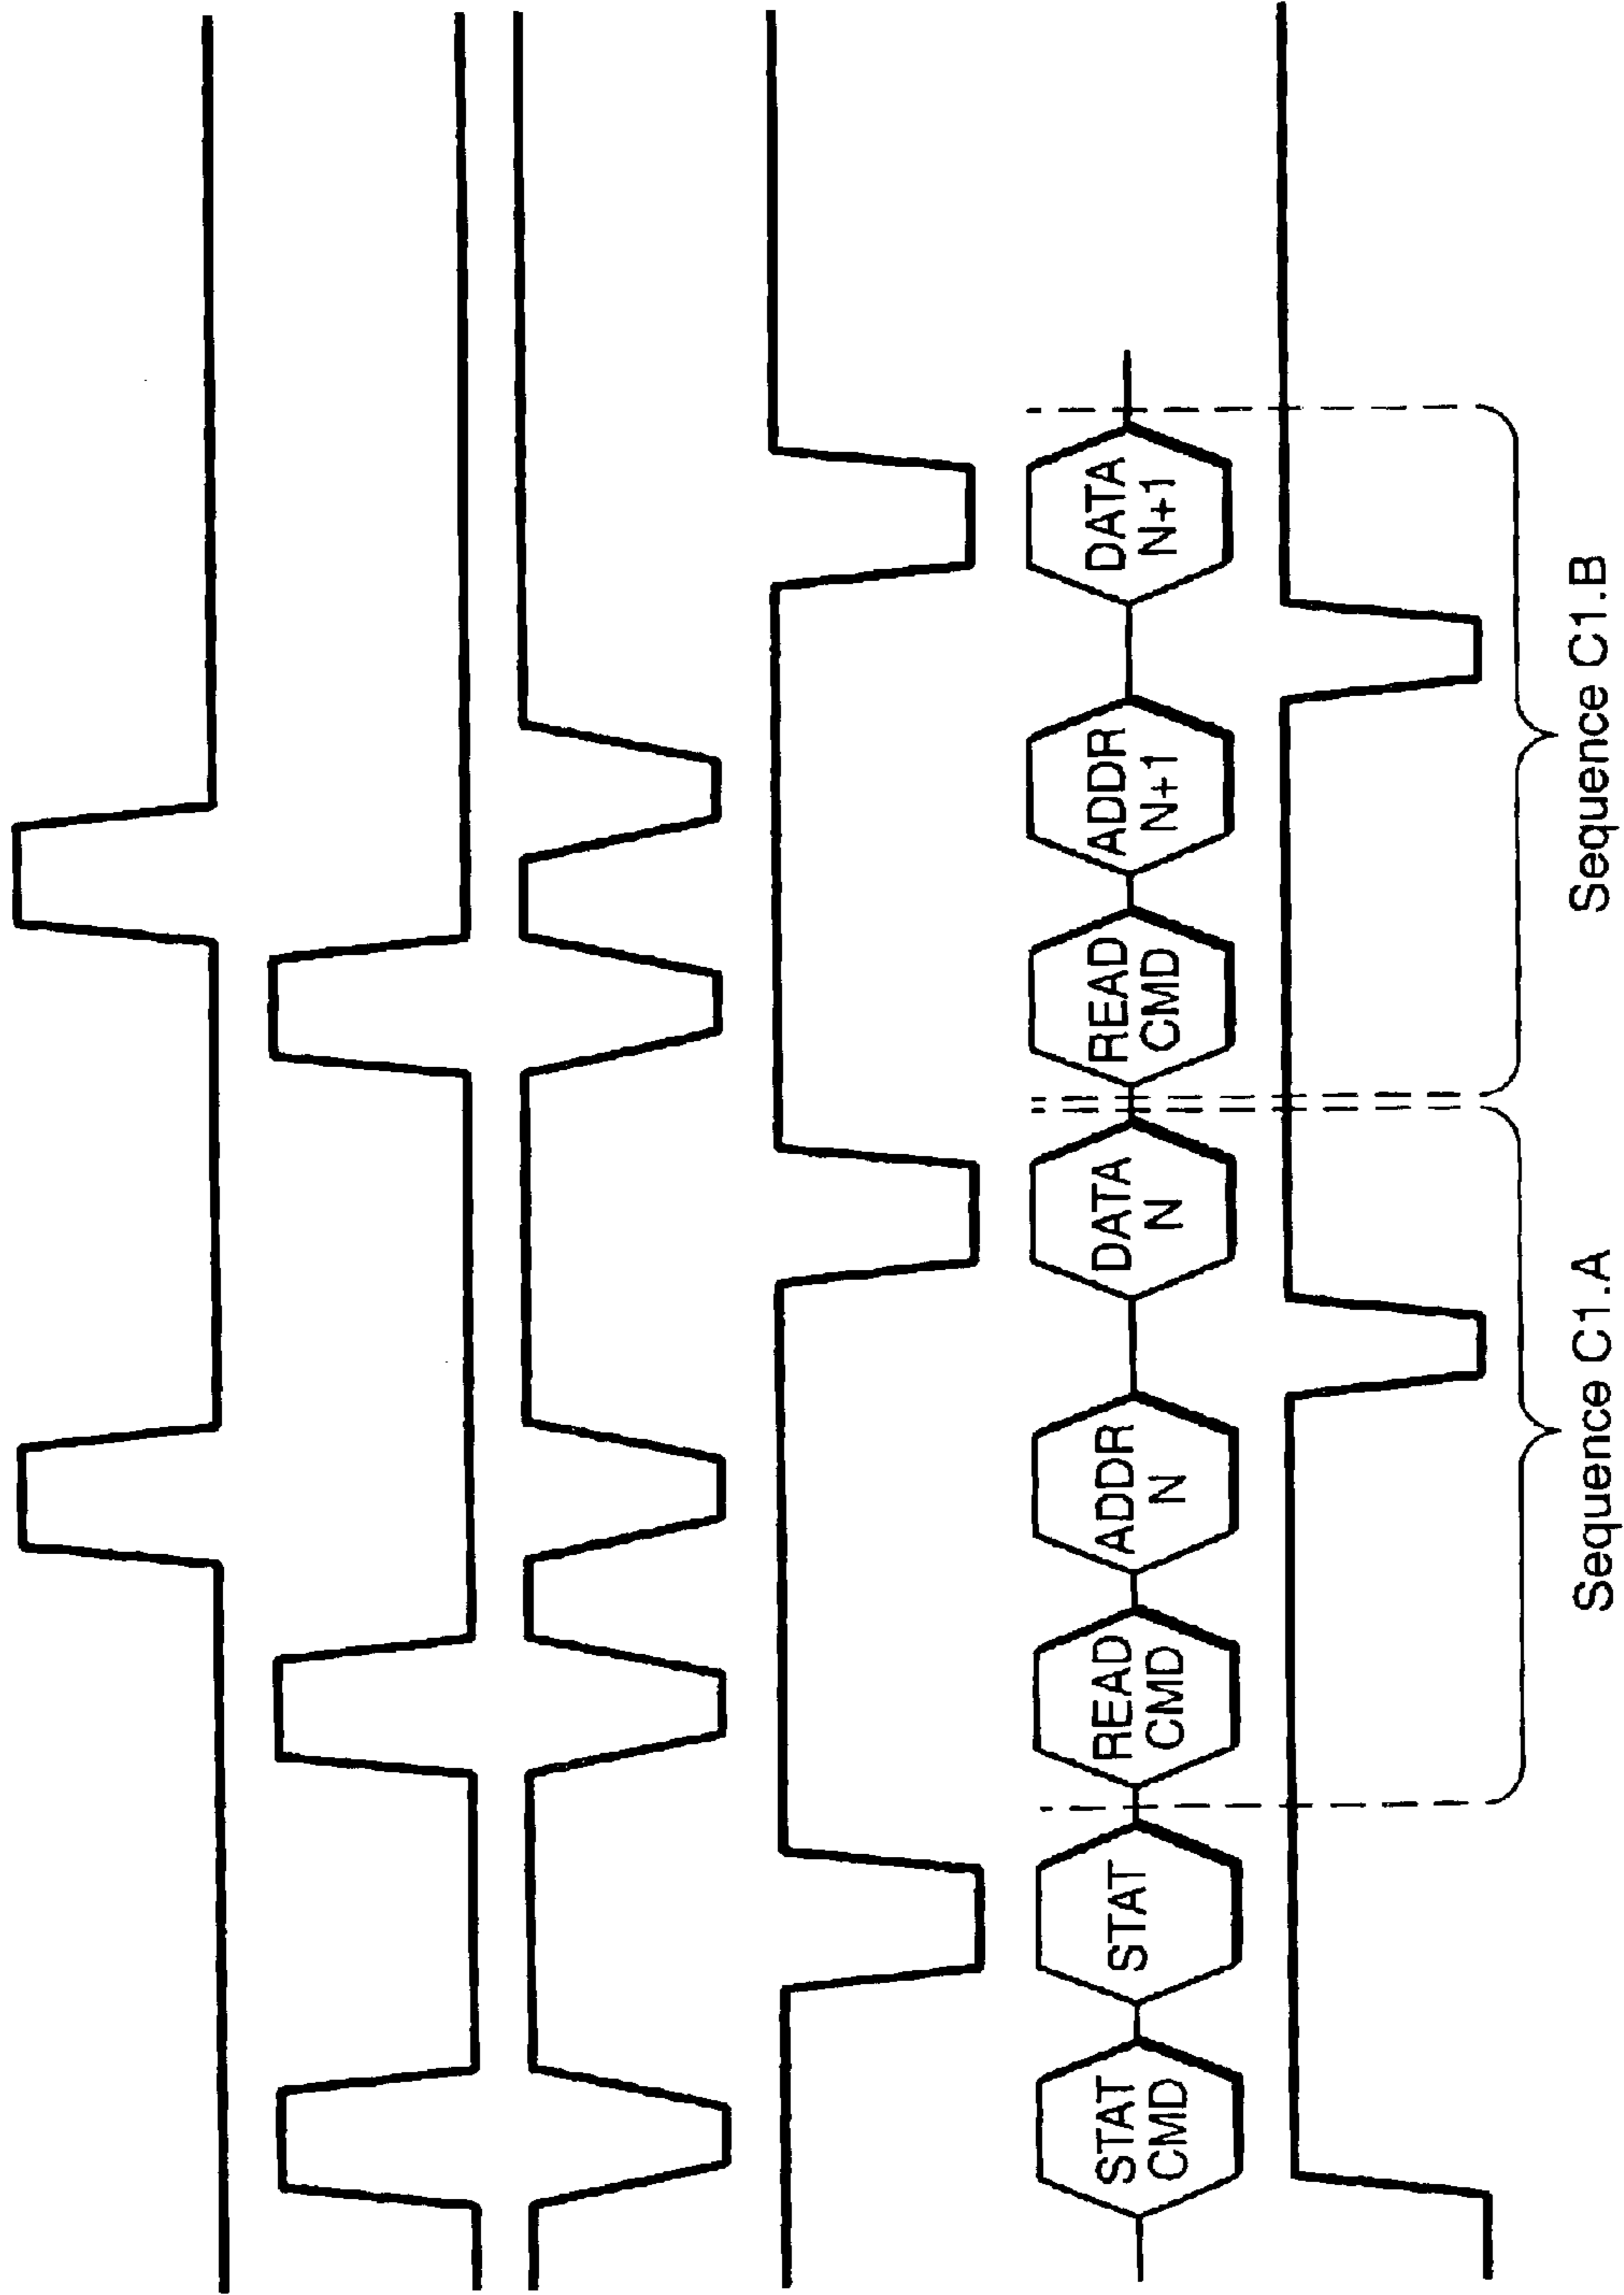 STAT
CMD
STAT
READ
CMD
ADDR
N
DATA
N
READ
CMD
ADDR
N+1
DATA
N+1
Sequence C1.A
Sequence C1.B